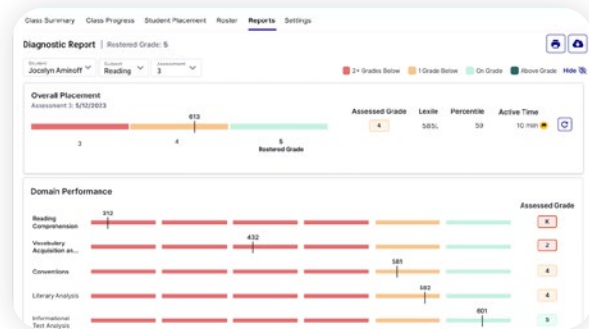 Class Summary Class Progress Student Placement Roster Reports Settings
Diagnostic Report | Rostered Grade: 5
Student Subject Assessment
Jocelyn Aminoff Reading 3
2+ Grades Below 1 Grade Below On Grade Above Grade Hide
Overall Placement
Assessment 3: 5/12/2023
Assessed Grade Lexile Percentile Active Time
613
4 585L 59 10 min
3 4 5
Rostered Grade
Domain Performance
Assessed Grade
Reading Comprehension 312 K
Vocabulary Acquisition an... 432 2
Conventions 581 4
Literary Analysis 592 4
Informational Text Analysis 601 5